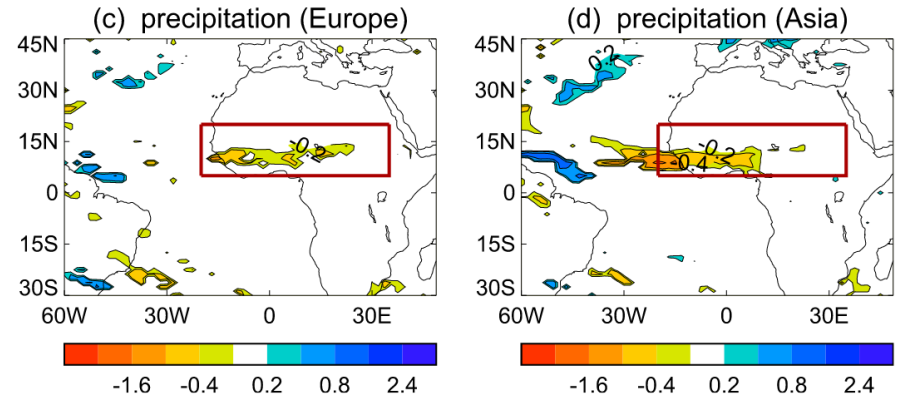 (c) precipitation (Europe)
45N
30N
15N
0
15S
30S
60W 30W 0 30E
-0.2
-1.6 -0.4 0.2 0.8 2.4
(d) precipitation (Asia)
45N
30N
15N
0
15S
30S
60W 30W 0 30E
0.2
-0.2
-0.4
-1.6 -0.4 0.2 0.8 2.4